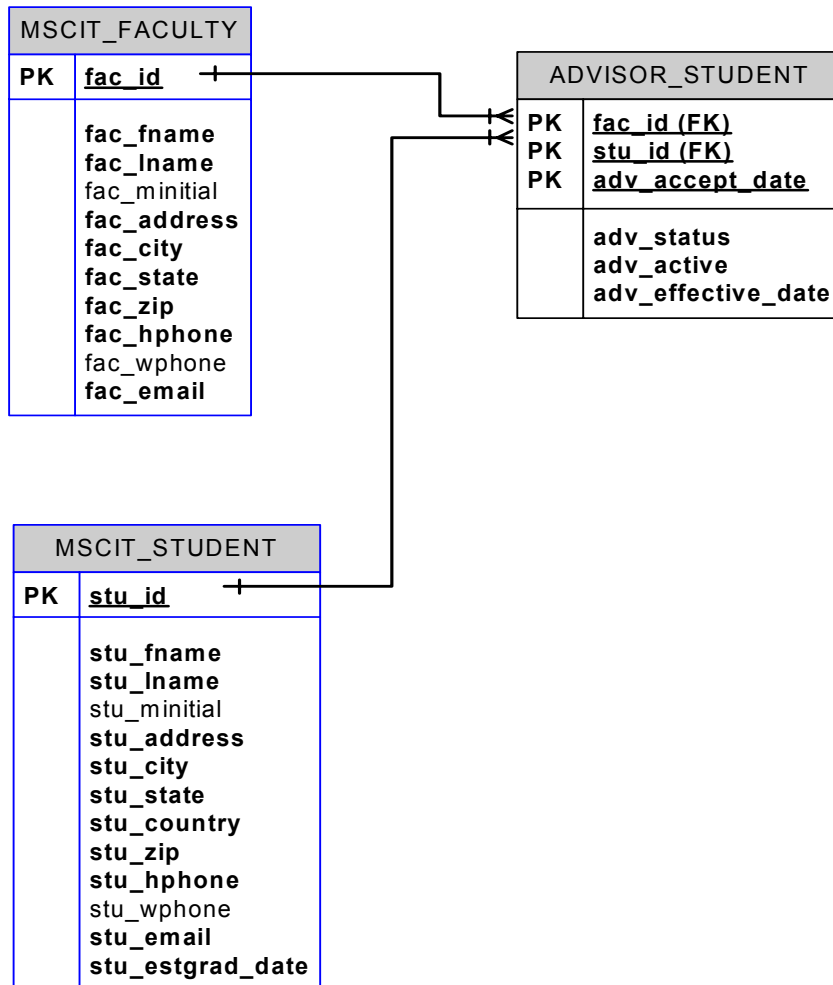 MSCIT_FACULTY
PK fac_id
fac_fname
fac_lname
fac_minitial
fac_address
fac_city
fac_state
fac_zip
fac_hphone
fac_wphone
fac_email
ADVISOR_STUDENT
PK fac_id (FK)
PK stu_id (FK)
PK adv_accept_date
adv_status
adv_active
adv_effective_date
MSCIT_STUDENT
PK stu_id
stu_fname
stu_lname
stu_minitial
stu_address
stu_city
stu_state
stu_country
stu_zip
stu_hphone
stu_wphone
stu_email
stu_estgrad_date